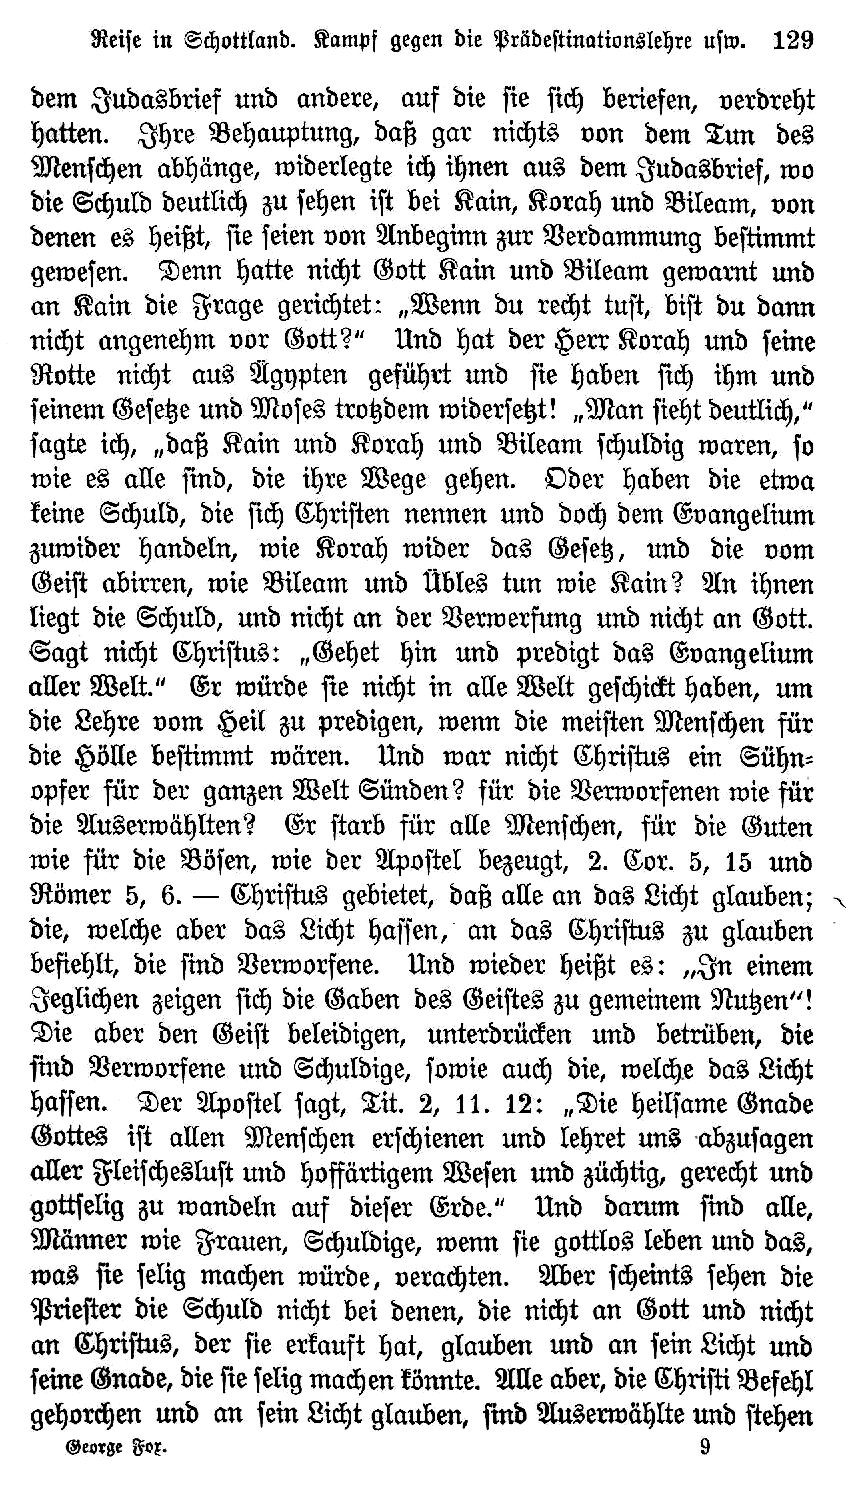 Reise in Schottland. Kampf gegen die Prädestinationslehre usw. 129
dem Judasbrief und andere, auf die sie sich beriefen, verdreht
hatten. Ihre Behauptung, daß gar nichts von dem Tun des
Menschen abhänge, widerlegte ich ihnen aus dem Judasbrief, wo
die Schuld deutlich zu sehen ist bei Kain, Korah und Bileam, von
denen es heißt, sie seien von Anbeginn zur Verdammung bestimmt
gewesen. Denn hatte nicht Gott Kain und Bileam gewarnt und
an Kain die Frage gerichtet: „Wenn du recht tust, bist du dann
nicht angenehm vor Gott?“ Und hat der Herr Korah und seine
Rotte nicht aus Ägypten geführt und sie haben sich ihm und
seinem Gesetze und Moses trotzdem widersetzt! „Man sieht deutlich,“
sagte ich, „daß Kain und Korah und Bileam schuldig waren, so
wie es alle sind, die ihre Wege gehen. Oder haben die etwa
keine Schuld, die sich Christen nennen und doch dem Evangelium
zuwider handeln, wie Korah wider das Gesetz, und die vom
Geist abirren, wie Bileam und Übles tun wie Kain? An ihnen
liegt die Schuld, und nicht an der Verwerfung und nicht an Gott.
Sagt nicht Christus: „Gehet hin und predigt das Evangelium
aller Welt.“ Er würde sie nicht in alle Welt geschickt haben, um
die Lehre vom Heil zu predigen, wenn die meisten Menschen für
die Hölle bestimmt wären. Und war nicht Christus ein Sühn-
opfer für der ganzen Welt Sünden? für die Verworfenen wie für
die Auserwählten? Er starb für alle Menschen, für die Guten
wie für die Bösen, wie der Apostel bezeugt, 2. Cor. 5, 15 und
Römer 5, 6. — Christus gebietet, daß alle an das Licht glauben;
die, welche aber das Licht hassen, an das Christus zu glauben
befiehlt, die sind Verworfene. Und wieder heißt es: „In einem
Jeglichen zeigen sich die Gaben des Geistes zu gemeinem Nutzen“!
Die aber den Geist beleidigen, unterdrücken und betrüben, die
sind Verworfene und Schuldige, sowie auch die, welche das Licht
hassen. Der Apostel sagt, Tit. 2, 11. 12: „Die heilsame Gnade
Gottes ist allen Menschen erschienen und lehret uns abzusagen
aller Fleischeslust und hoffärtigem Wesen und züchtig, gerecht und
gottselig zu wandeln auf dieser Erde.“ Und darum sind alle,
Männer wie Frauen, Schuldige, wenn sie gottlos leben und das,
was sie selig machen würde, verachten. Aber scheints sehen die
Priester die Schuld nicht bei denen, die nicht an Gott und nicht
an Christus, der sie erkauft hat, glauben und an sein Licht und
seine Gnade, die sie selig machen könnte. Alle aber, die Christi Befehl
gehorchen und an sein Licht glauben, sind Auserwählte und stehen
George Fox. 9